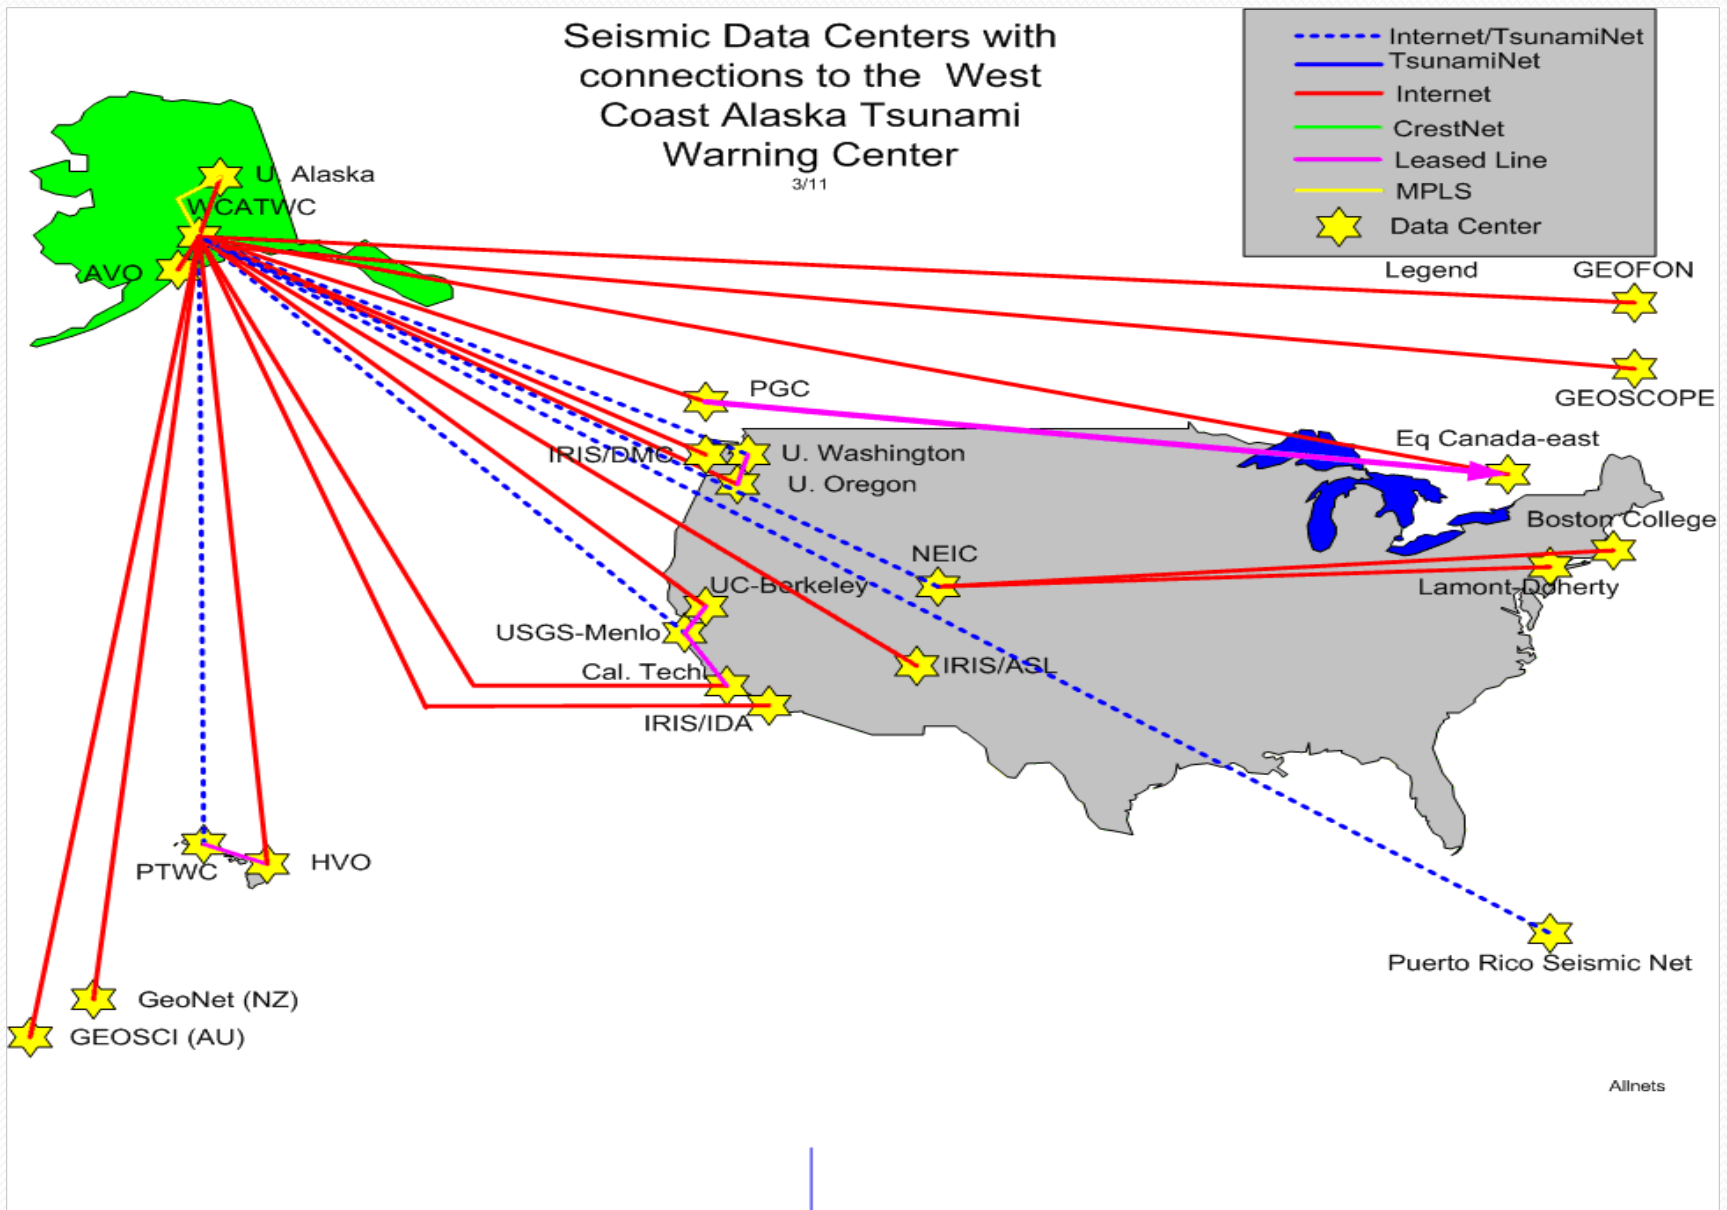 Seismic Data Centers with
connections to the West
Coast Alaska Tsunami
Warning Center
3/11
Internet/TsunamiNet
TsunamiNet
Internet
CrestNet
Leased Line
MPLS
Data Center
Legend
GEOFON
GEOSCOPE
U. Alaska
WCATWC
AVO
PGC
Eq Canada-east
IRIS/DMC
U. Washington
U. Oregon
Boston College
NEIC
UC-Berkeley
Lamont-Doherty
USGS-Menlo
Cal. Tech
IRIS/ASL
IRIS/IDA
PTWC
HVO
Puerto Rico Seismic Net
GeoNet (NZ)
GEOSCI (AU)
Allnets